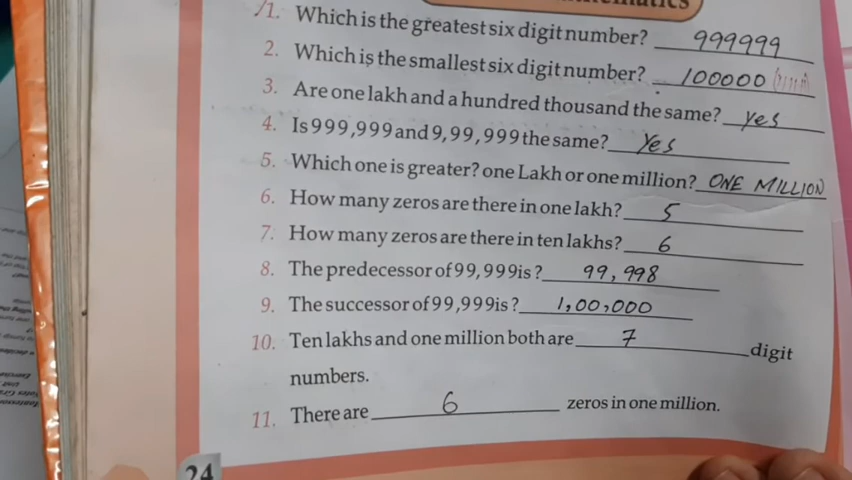 1. Which is the greatest six digit number? 999999
2. Which is the smallest six digit number? 100000
3. Are one lakh and a hundred thousand the same? yes
4. Is 999,999 and 9,99,999 the same? Yes
5. Which one is greater? one Lakh or one million? ONE MILLION
6. How many zeros are there in one lakh? 5
7. How many zeros are there in ten lakhs? 6
8. The predecessor of 99,999 is? 99,998
9. The successor of 99,999 is? 1,00,000
10. Ten lakhs and one million both are 7 digit
numbers.
11. There are 6 zeros in one million.
24